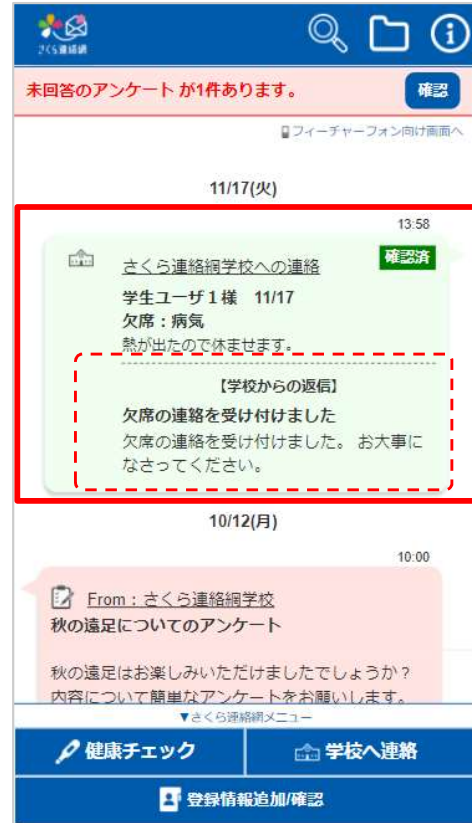 さくら連絡網
未回答のアンケート が1件あります。
確認
フィーチャーフォン向け画面へ
11/17(火)
13:58
さくら連絡網学校への連絡
確認済
学生ユーザ１様 11/17
欠席：病気
熱が出たので休ませます。
【学校からの返信】
欠席の連絡を受け付けました
欠席の連絡を受け付けました。 お大事に
なさってください。
10/12(月)
10:00
From：さくら連絡網学校
秋の遠足についてのアンケート
秋の遠足はお楽しみいただけましたでしょうか？
内容について簡単なアンケートをお願いします。
▼さくら連絡網メニュー
健康チェック
学校へ連絡
登録情報追加/確認